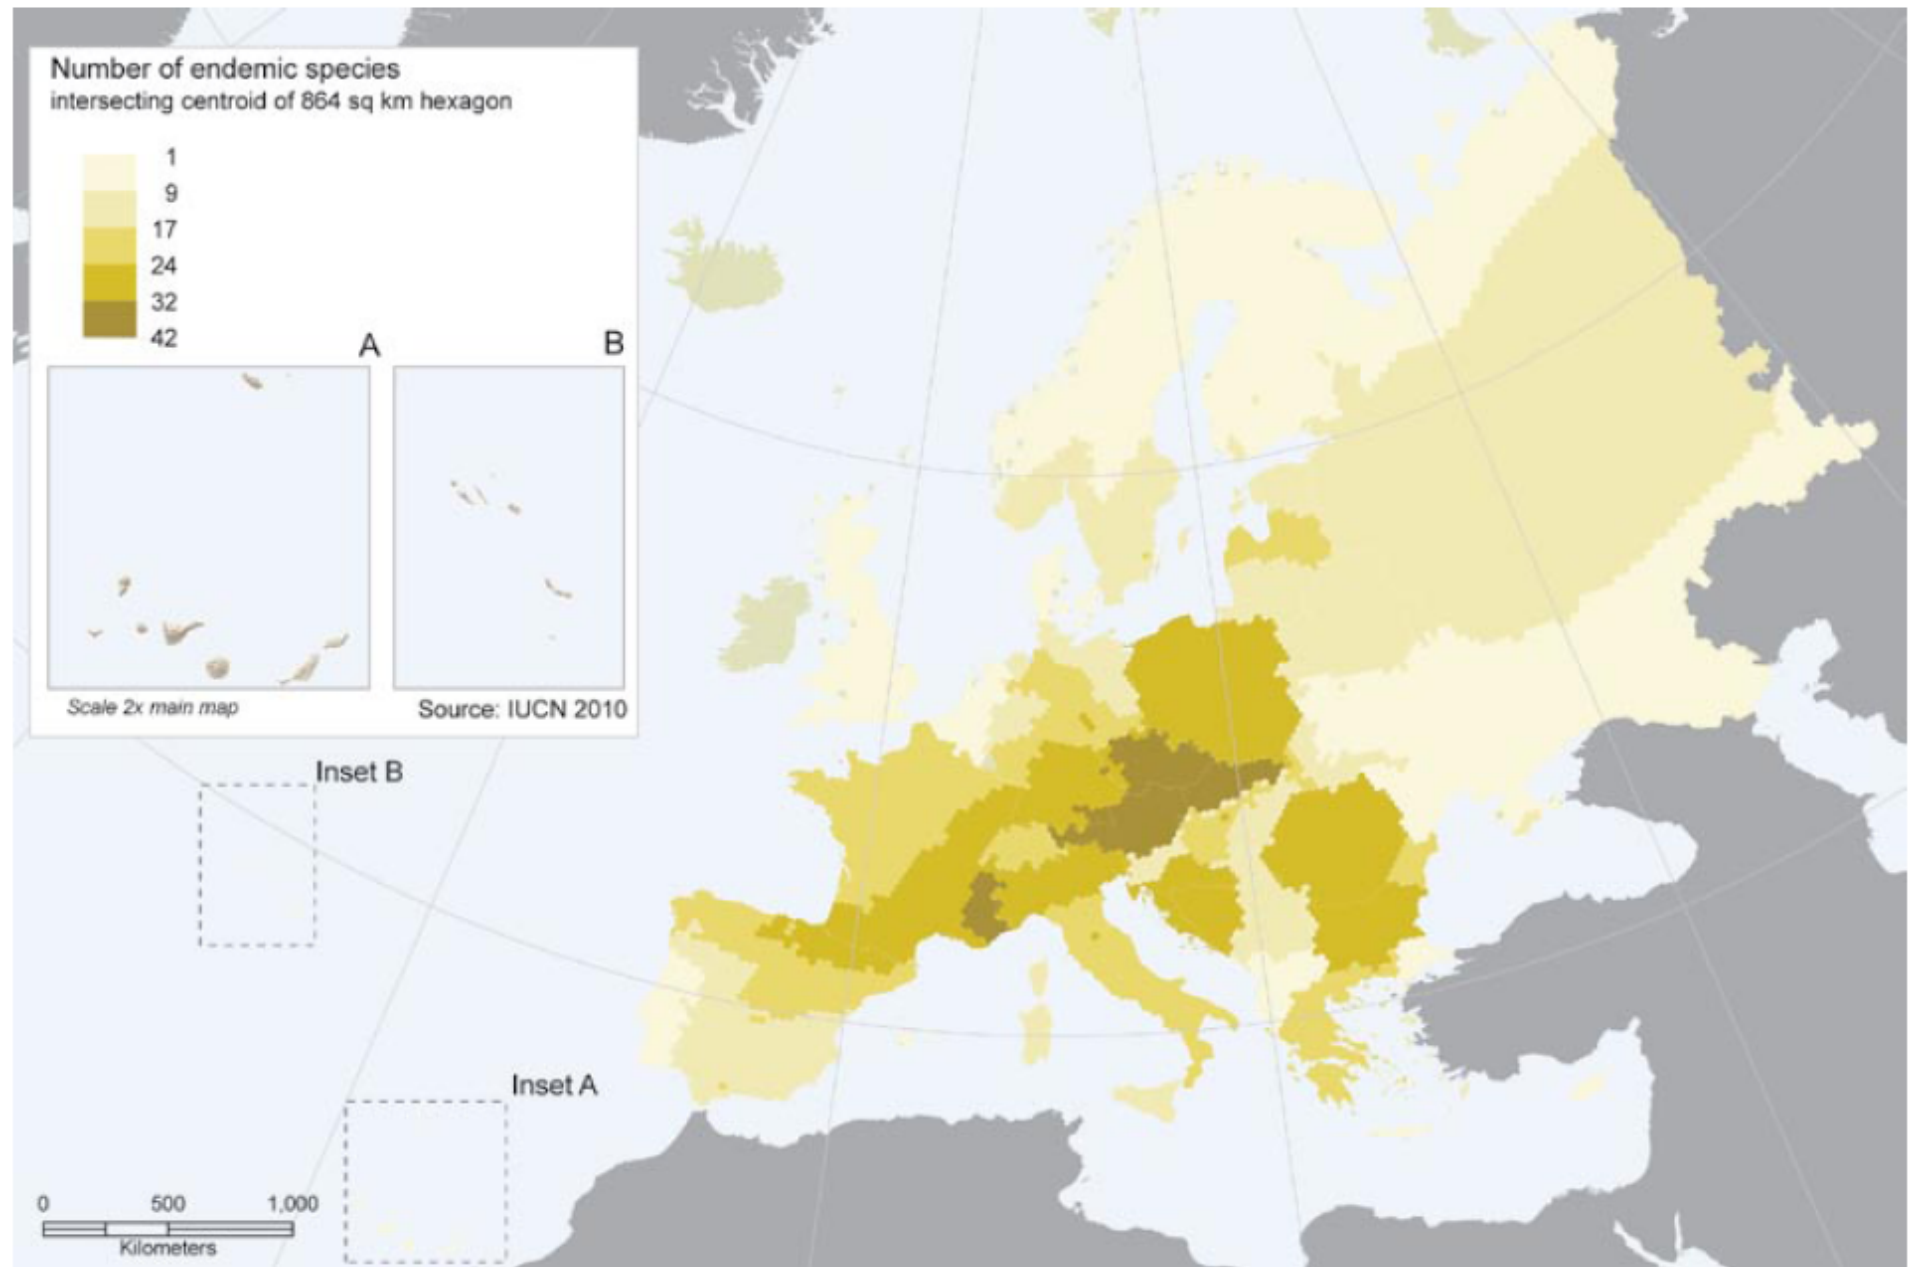 Number of endemic species
intersecting centroid of 864 sq km hexagon
1
9
17
24
32
42
A
B
Scale 2x main map
Source: IUCN 2010
Inset B
Inset A
0 500 1,000
Kilometers